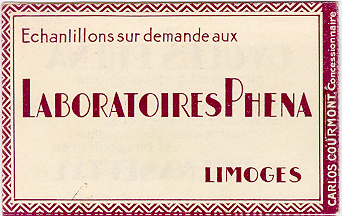 Echantillons sur demande aux
LABORATOIRES PHENA
LIMOGES
CARLOS COURMONT, Concessionnaire